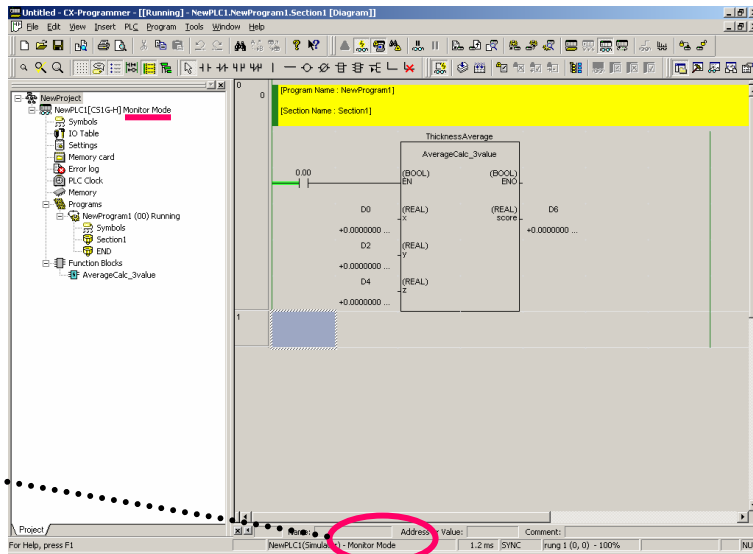 Untitled - CX-Programmer - [[Running] - NewPLC1.NewProgram1.Section1 [Diagram]]
File Edit View Insert PLC Program Tools Window Help
NewProject
NewPLC1[CS1G-H] Monitor Mode
Symbols
IO Table
Settings
Memory card
Error log
PLC Clock
Memory
Programs
NewProgram1 (00) Running
Symbols
Section1
END
Function Blocks
AverageCalc_3value
Project
0
0
[Program Name : NewProgram1]
[Section Name : Section1]
ThicknessAverage
AverageCalc_3value
0.00
(BOOL) (BOOL)
EN ENO
D0 (REAL) (REAL) D6
x score
+0.0000000 ... +0.0000000 ...
D2 (REAL)
y
+0.0000000 ...
D4 (REAL)
z
+0.0000000 ...
1
Name: Address or Value: Comment:
For Help, press F1 NewPLC1(Simulator) - Monitor Mode 1.2 ms SYNC rung 1 (0, 0) - 100% NU